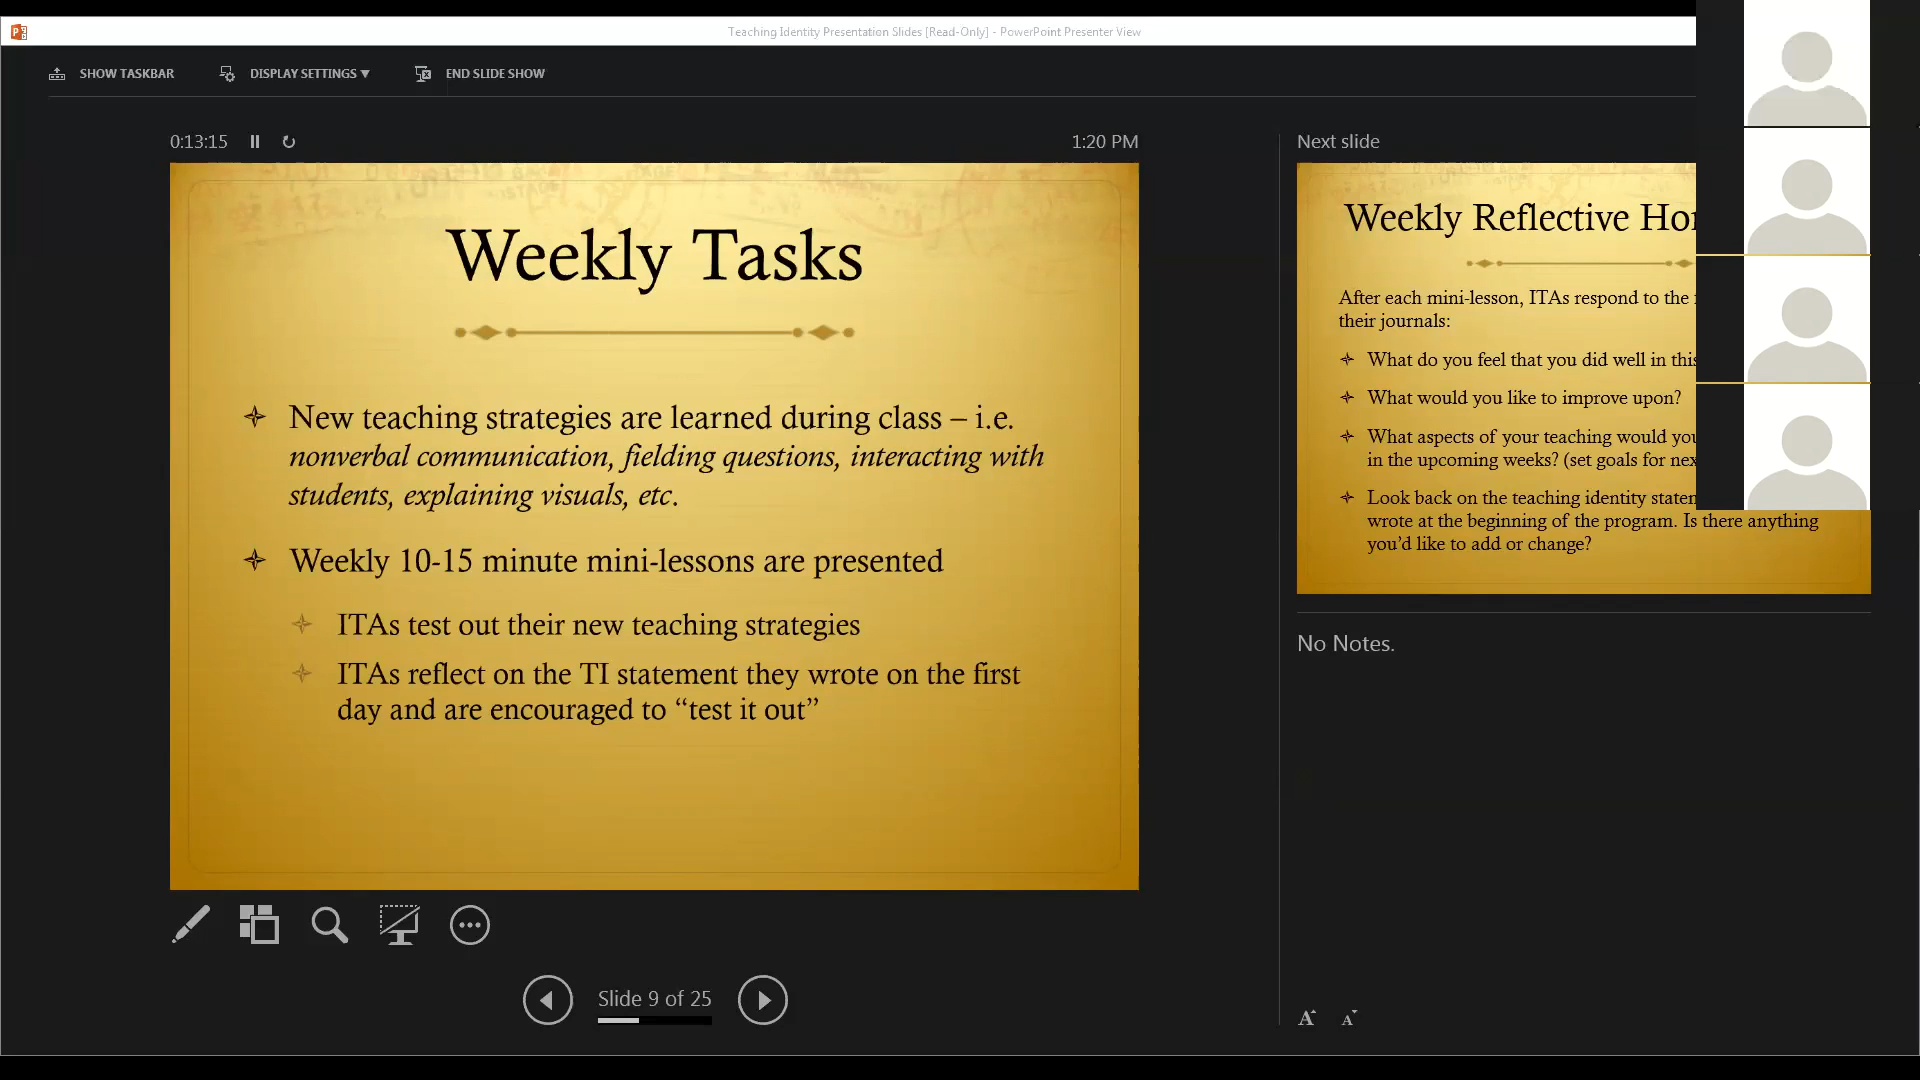 Teaching Identity Presentation Slides [Read-Only] - PowerPoint Presenter View
SHOW TASKBAR
DISPLAY SETTINGS ▼
END SLIDE SHOW
0:13:15
1:20 PM
Weekly Tasks
New teaching strategies are learned during class – i.e.
nonverbal communication, fielding questions, interacting with
students, explaining visuals, etc.
Weekly 10-15 minute mini-lessons are presented
ITAs test out their new teaching strategies
ITAs reflect on the TI statement they wrote on the first
day and are encouraged to “test it out”
Slide 9 of 25
Next slide
Weekly Reflective
After each mini-lesson, ITAs respond to the
their journals:
What do you feel that you did well in this
What would you like to improve upon?
What aspects of your teaching would you
in the upcoming weeks? (set goals for
Look back on the teaching identity
wrote at the beginning of the program. Is there anything
you’d like to add or change?
No Notes.
A A